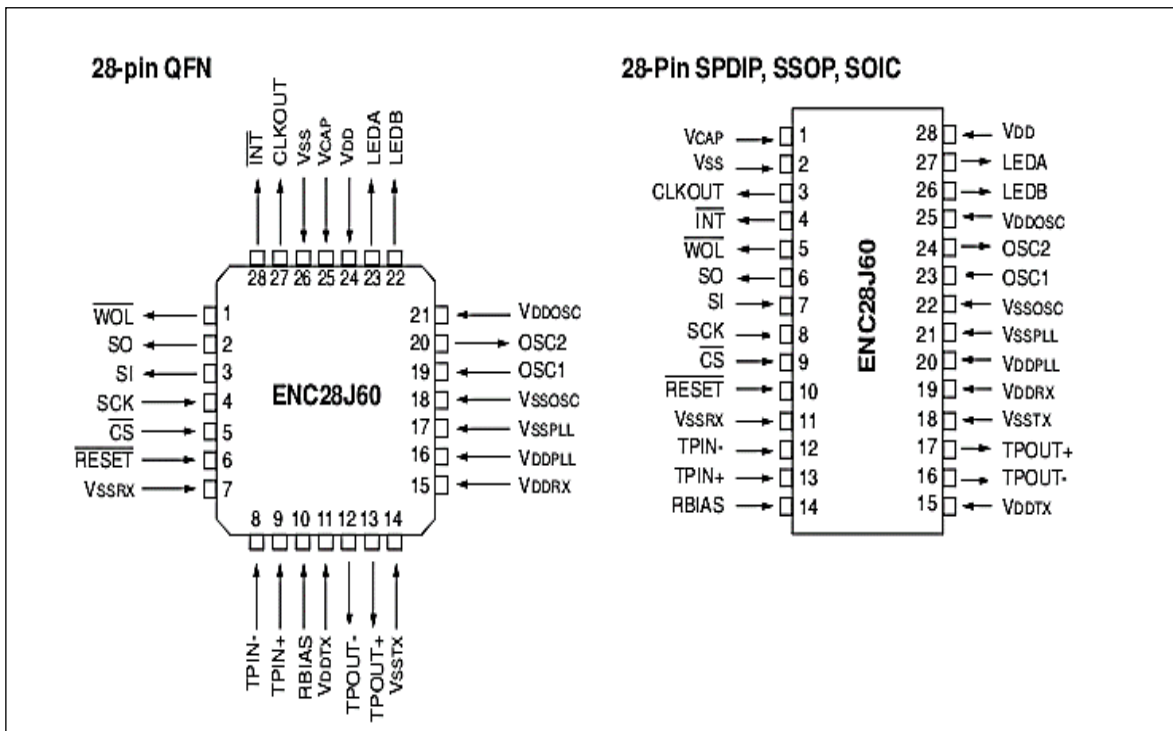 28-pin QFN
INT
CLKOUT
VSS
VCAP
VDD
LEDA
LEDB
28 27 26 25 24 23 22
WOL 1
SO 2
SI 3
SCK 4
CS 5
RESET 6
VSSRX 7
ENC28J60
21 VDDOSC
20 OSC2
19 OSC1
18 VSSOSC
17 VSSPLL
16 VDDPLL
15 VDDRX
8 9 10 11 12 13 14
TPIN-
TPIN+
RBIAS
VDDTX
TPOUT-
TPOUT+
VSSTX
28-Pin SPDIP, SSOP, SOIC
VCAP 1 28 VDD
VSS 2 27 LEDA
CLKOUT 3 26 LEDB
INT 4 25 VDDOSC
WOL 5 24 OSC2
SO 6 23 OSC1
SI 7 22 VSSOSC
SCK 8 21 VSSPLL
CS 9 20 VDDPLL
RESET 10 19 VDDRX
VSSRX 11 18 VSSTX
TPIN- 12 17 TPOUT+
TPIN+ 13 16 TPOUT-
RBIAS 14 15 VDDTX
ENC28J60